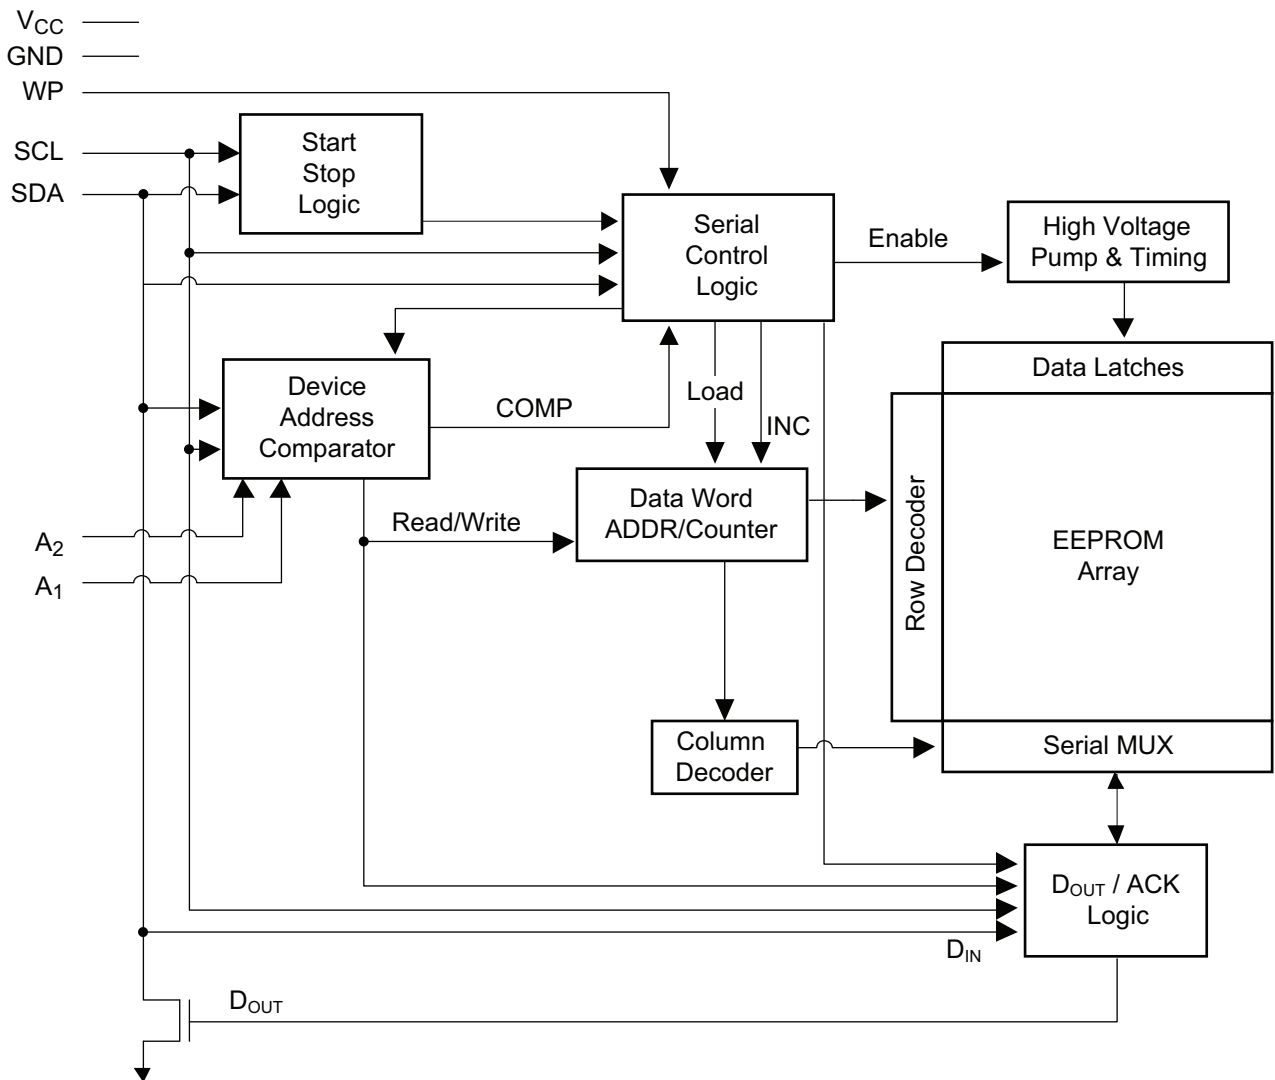 VCC
GND
WP
SCL
SDA
Start
Stop
Logic
Serial
Control
Logic
Enable
High Voltage
Pump & Timing
Data Latches
Device
Address
Comparator
COMP
Load
INC
A2
A1
Read/Write
Data Word
ADDR/Counter
Row Decoder
EEPROM
Array
Column
Decoder
Serial MUX
DOUT / ACK
Logic
DIN
DOUT